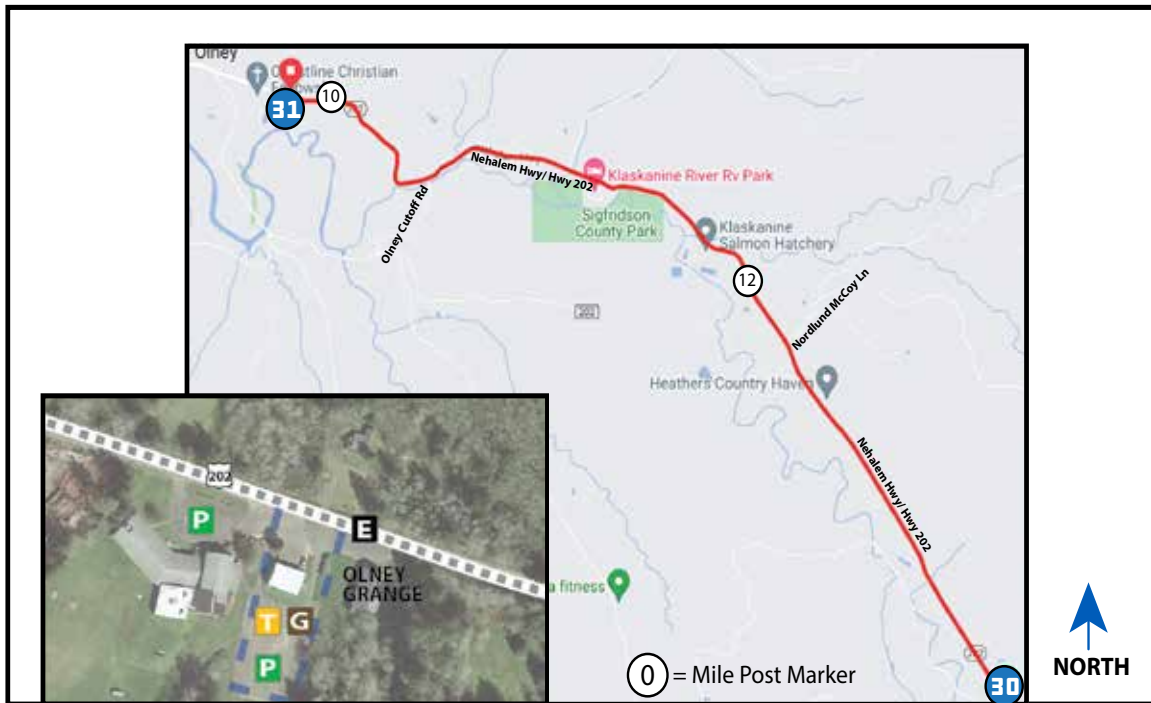 Olney
Christian
31
10
Nehalem Hwy/ Hwy 202
Klaskanine River Rv Park
Olney Cutoff Rd
Sigfridson
County Park
Klaskanine
Salmon Hatchery
12
202
Nordlund McCoy Ln
Heathers Country Haven
Nehalem Hwy/ Hwy 202
202
P
E
OLNEY
GRANGE
T G
P
a fitness
0 = Mile Post Marker
30
NORTH